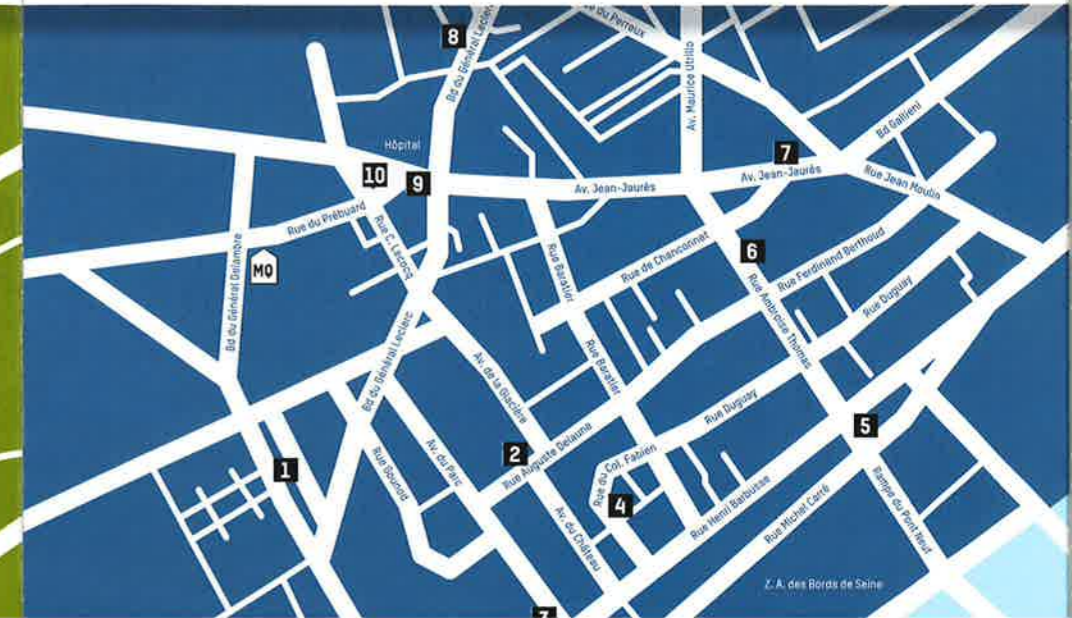 8
Bd du Général Leclerc
Av. Maurice Utrillo
Hôpital
10
9
7
Av. Jean-Jaurès
Av. Jean-Jaurès
Bd Gallieni
Rue Jean Moulin
Rue du Prébuard
Rue C. Lecocq
MQ
Bd du Général Delambre
Rue Baratier
Rue de Chanconnet
6
Rue Ferdinand Berthoud
Rue Ambroise Thomas
Rue Duguay
Bd du Général Leclerc
Av. de la Glacière
Rue Baratier
Rue Duguay
1
Rue Gounod
Av. du Parc
2
Rue Auguste Delaune
Rue du Col. Fabien
4
5
Av. du Château
Rue Henri Barbusse
Rue Michel Carré
Rampe du Pont Neuf
Z. A. des Bords de Seine